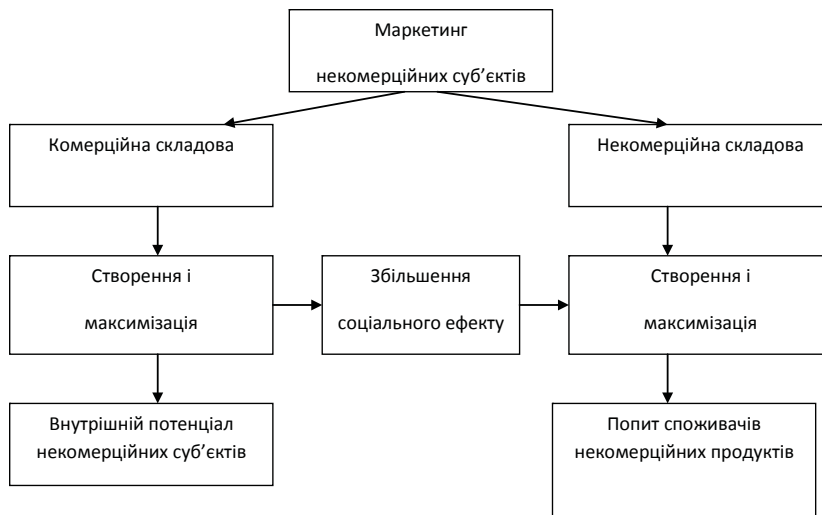 Маркетинг
некомерційних суб’єктів
Комерційна складова
Некомерційна складова
Створення і
максимізація
Збільшення
соціального ефекту
Створення і
максимізація
Внутрішній потенціал
некомерційних суб’єктів
Попит споживачів
некомерційних продуктів